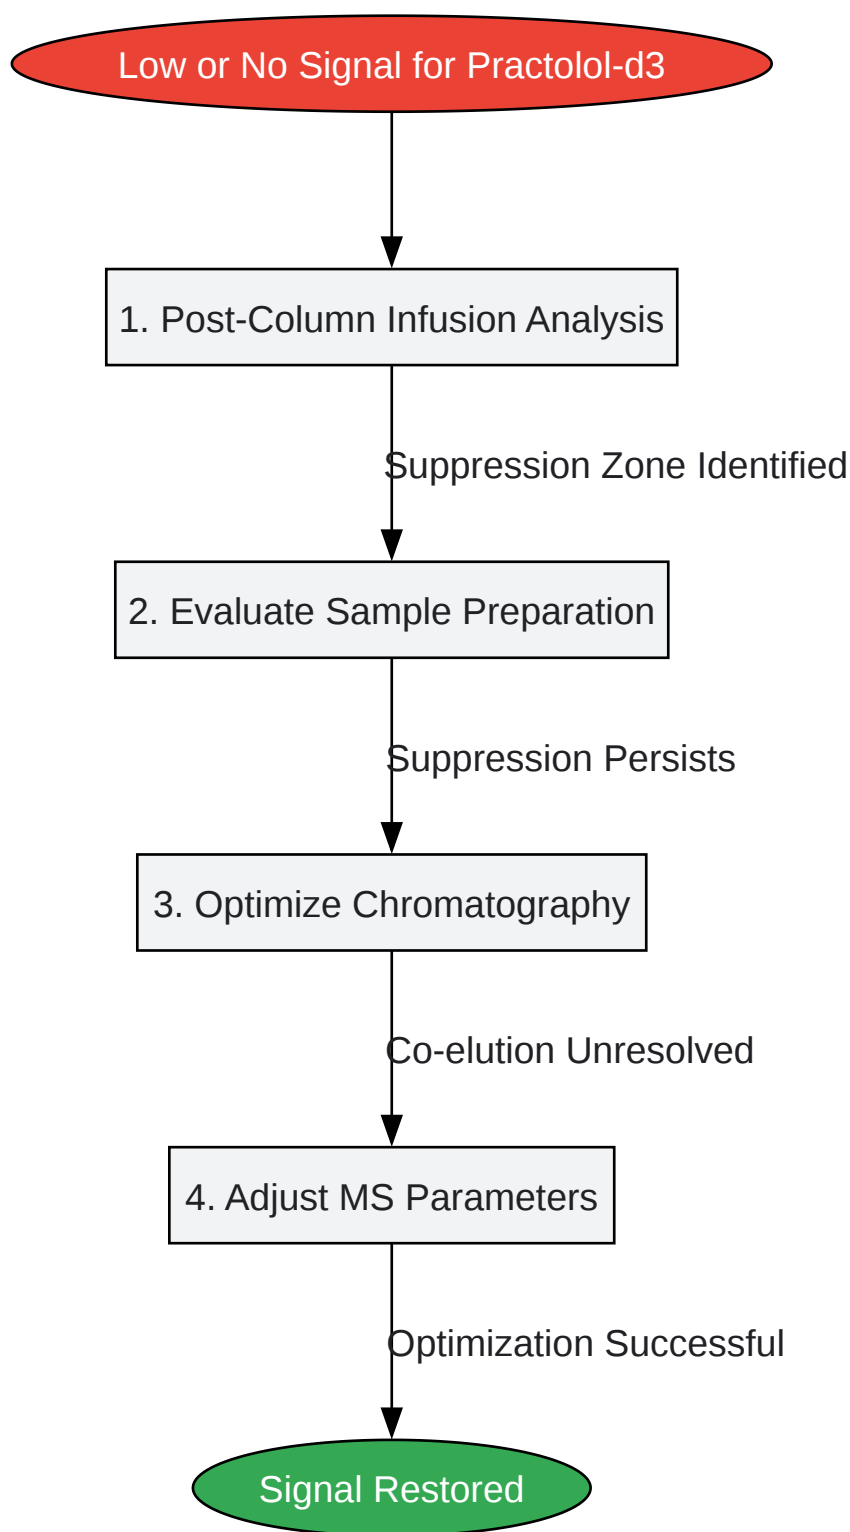 Low or No Signal for Practolol-d3
1. Post-Column Infusion Analysis
Suppression Zone Identified
2. Evaluate Sample Preparation
Suppression Persists
3. Optimize Chromatography
Co-elution Unresolved
4. Adjust MS Parameters
Optimization Successful
Signal Restored